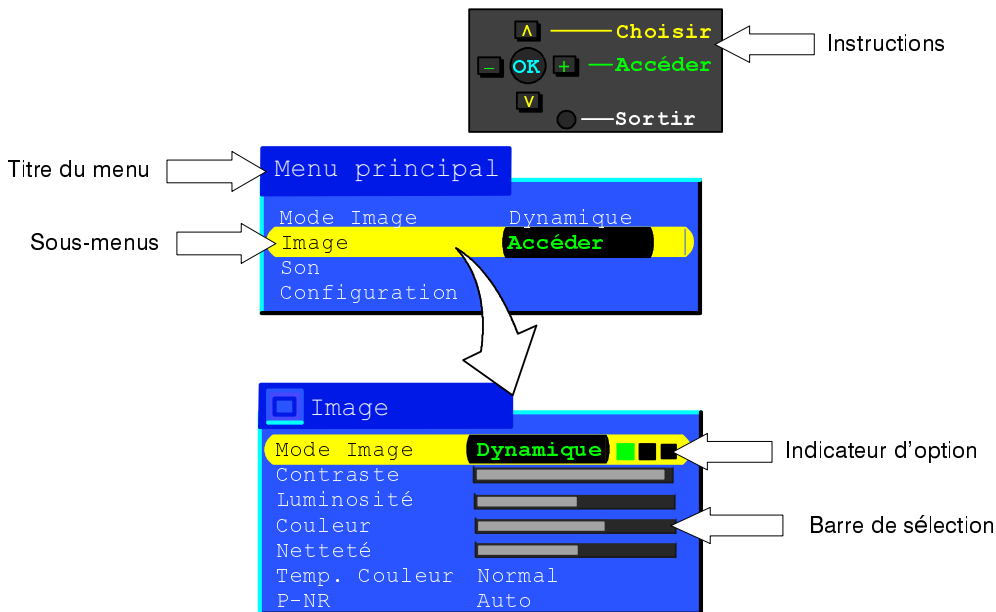 Choisir
Instructions
OK
Accéder
Sortir
Titre du menu
Menu principal
Mode Image Dynamique
Sous-menus
Image Accéder
Son
Configuration
Image
Mode Image Dynamique
Indicateur d'option
Contraste
Luminosité
Couleur
Barre de sélection
Netteté
Temp. Couleur Normal
P-NR Auto